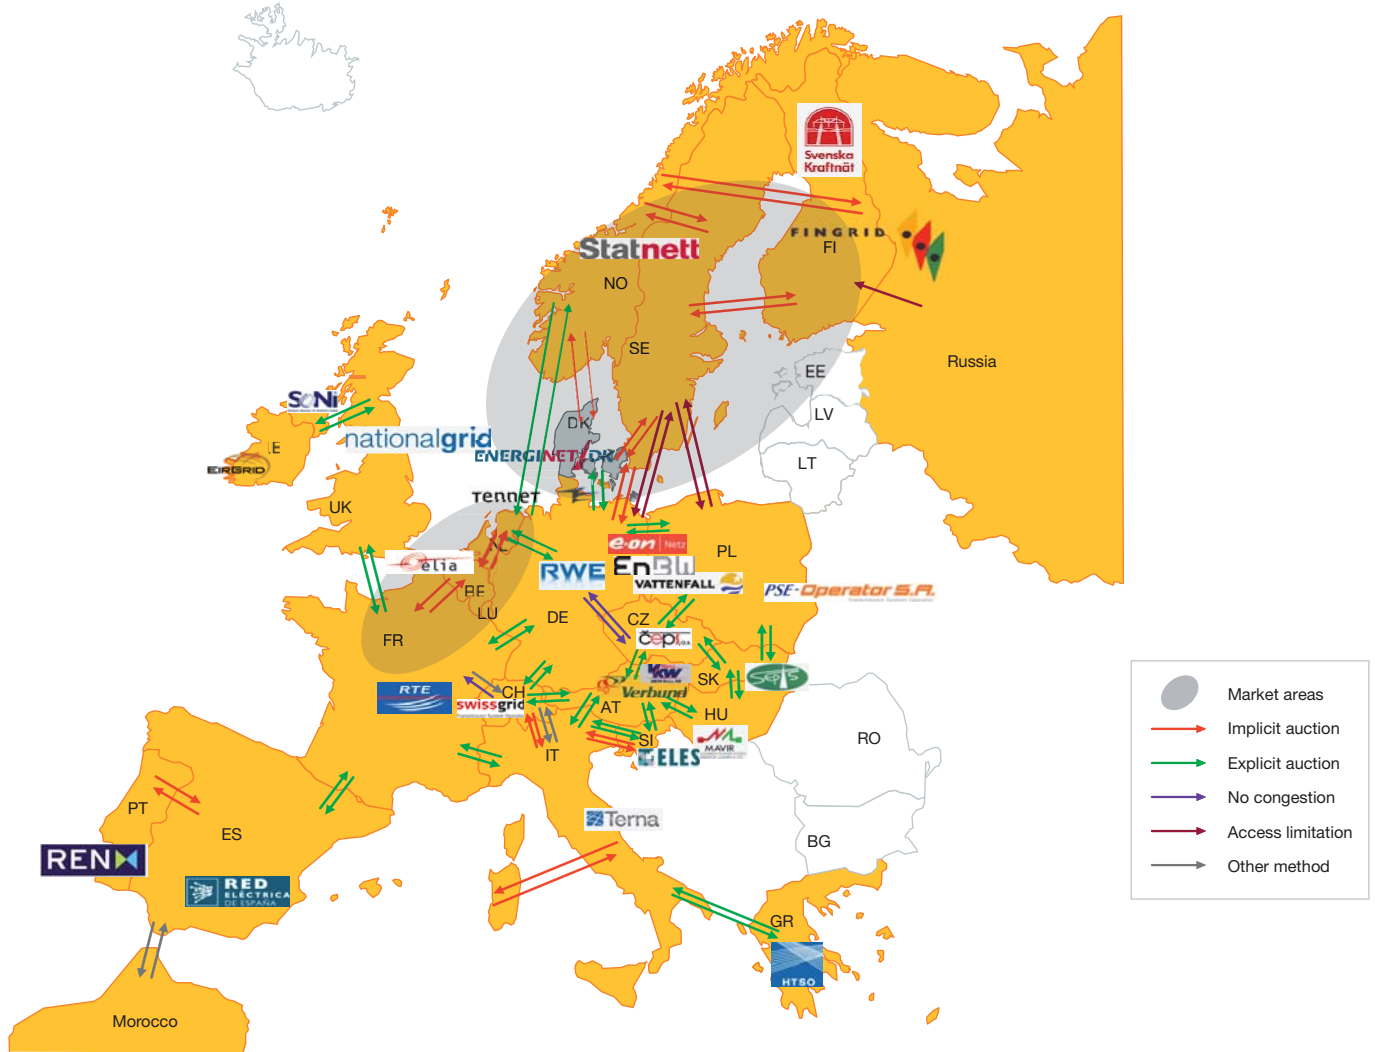 Svenska
Kraftnät
FINGRID
FI
Statnett
NO
SE
Russia
EE
LV
LT
DK
ENERGINET/DK
SONI
IE
EIRGRID
nationalgrid
UK
TenneT
NL
elia
BE
LU
FR
e·on Netz
EnBW
VATTENFALL
RWE
DE
PL
PSE-Operator S.A.
CZ
ČEPS,a.s.
VKW
Verbund
SK
SEPS
AT
HU
MAVIR
SI
ELES
CH
swissgrid
RTE
IT
Terna
RO
BG
GR
HTSO
PT
ES
REN
RED
ELÉCTRICA
DE ESPAÑA
Morocco
Market areas
Implicit auction
Explicit auction
No congestion
Access limitation
Other method